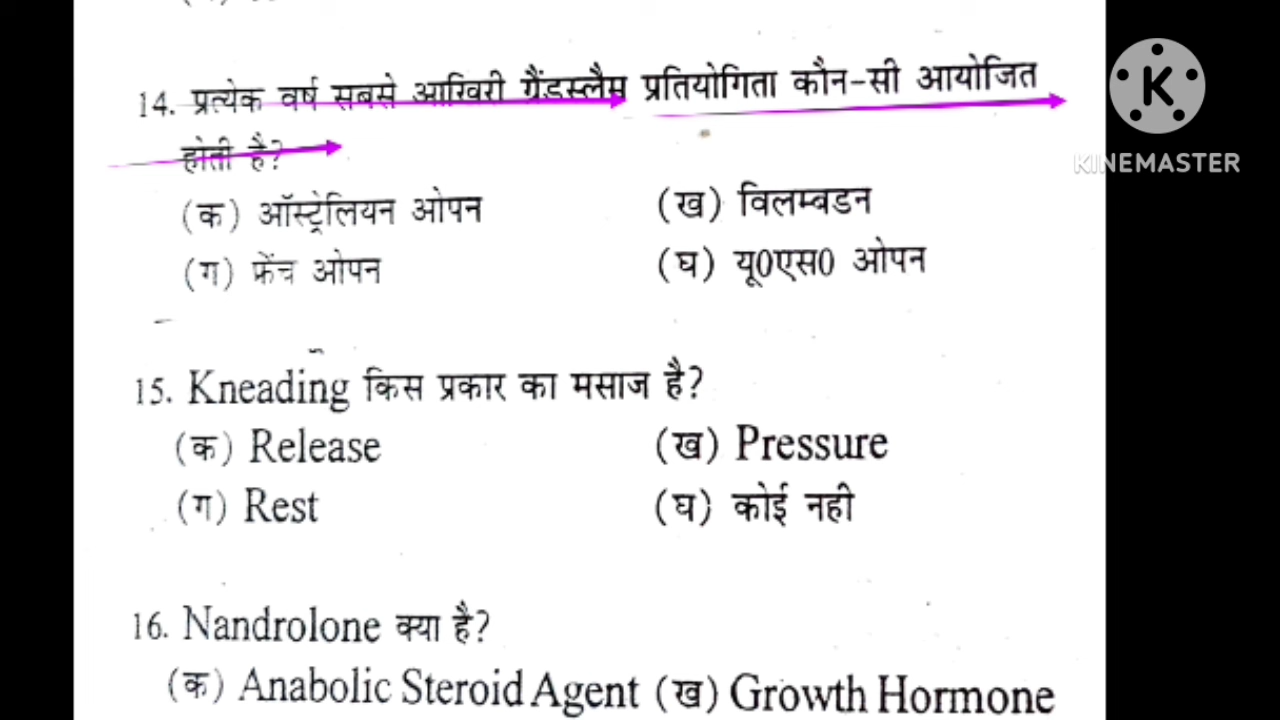 14. प्रत्येक वर्ष सबसे आखिरी ग्रैंडस्लैम प्रतियोगिता कौन-सी आयोजित
होती है?
(क) ऑस्ट्रेलियन ओपन (ख) विलम्बडन
(ग) फ्रेंच ओपन (घ) यू0एस0 ओपन
15. Kneading किस प्रकार का मसाज है?
(क) Release (ख) Pressure
(ग) Rest (घ) कोई नही
16. Nandrolone क्या है?
(क) Anabolic Steroid Agent (ख) Growth Hormone
K
KINEMASTER